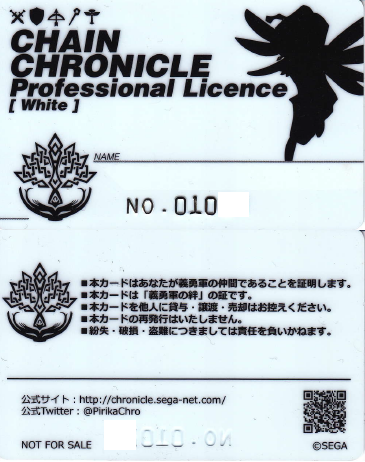 CHAIN
CHRONICLE
Professional Licence
[ White ]
NAME
NO. 010
■本カードはあなたが義勇軍の仲間であることを証明します。
■本カードは「義勇軍の絆」の証です。
■本カードを他人に貸与・譲渡・売却はお控えください。
■本カードの再発行はいたしません。
■紛失・破損・盗難につきましては責任を負いかねます。
公式サイト：http://chronicle.sega-net.com/
公式Twitter：@PirikaChro
NOT FOR SALE
NO. 010
©SEGA